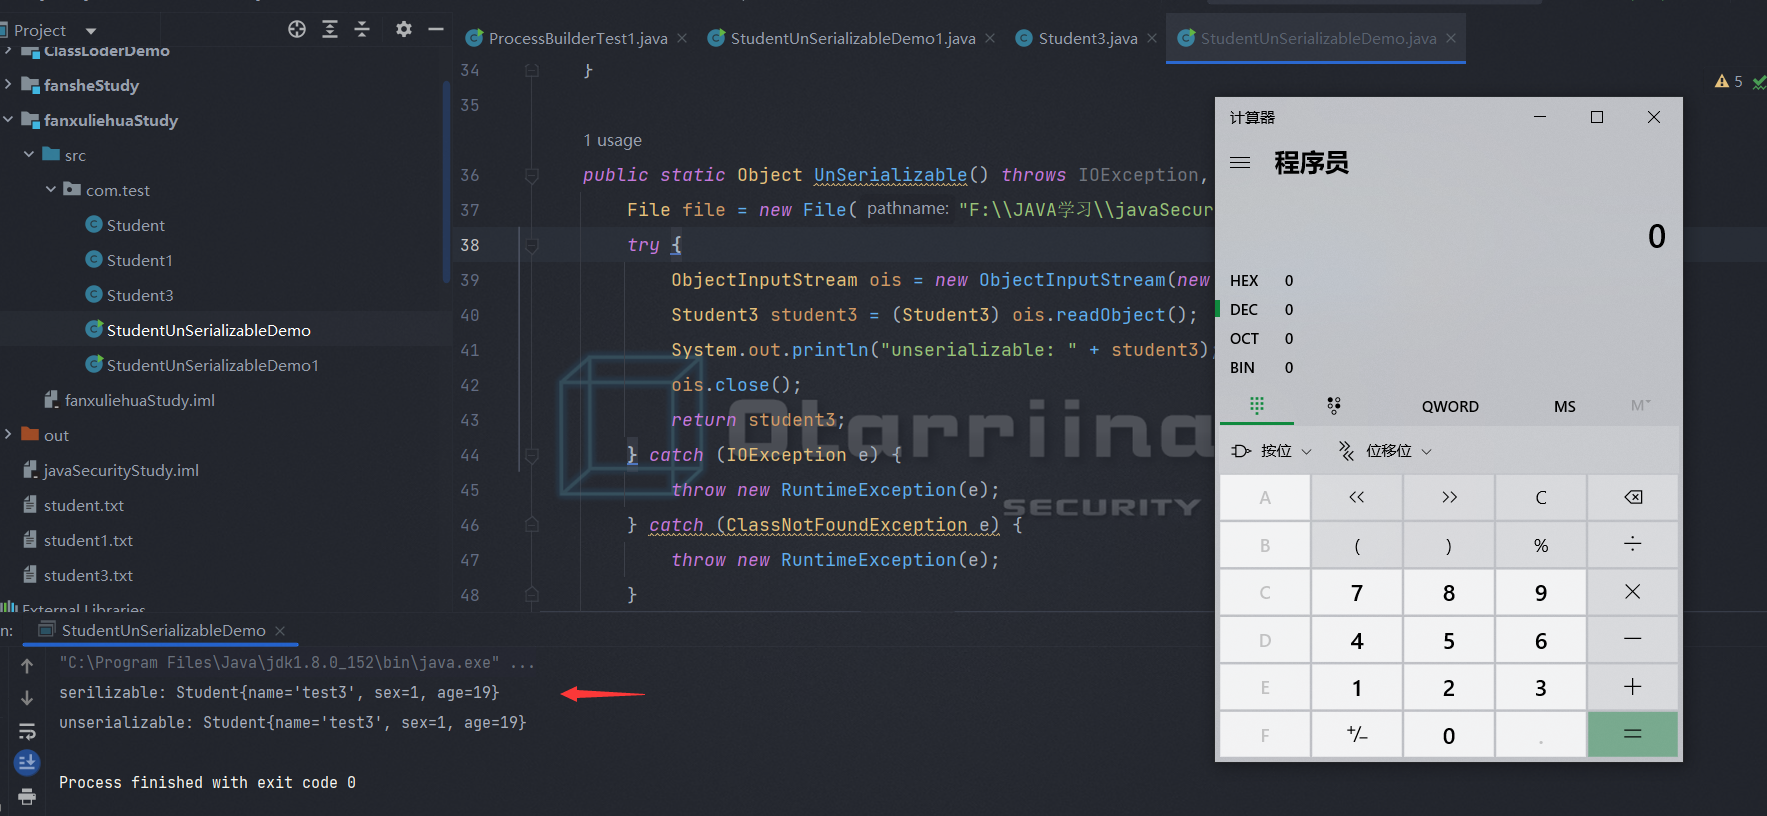 Project
ProcessBuilderTest1.java
StudentUnSerializableDemo1.java
Student3.java
StudentUnSerializableDemo.java
ClassLoderDemo
fansheStudy
fanxuliehuaStudy
src
com.test
Student
Student1
Student3
StudentUnSerializableDemo
StudentUnSerializableDemo1
fanxuliehuaStudy.iml
out
javaSecurityStudy.iml
student.txt
student1.txt
student3.txt
External Libraries
5
34 }
35
1 usage
36 public static Object UnSerializable() throws IOException,
37 File file = new File( pathname: "F:\\JAVA学习\\javaSecur
38 try {
39 ObjectInputStream ois = new ObjectInputStream(new
40 Student3 student3 = (Student3) ois.readObject();
41 System.out.println("unserializable: " + student3);
42 ois.close();
43 return student3;
44 } catch (IOException e) {
45 throw new RuntimeException(e);
46 } catch (ClassNotFoundException e) {
47 throw new RuntimeException(e);
48 }
Otarriina
SECURITY
计算器
程序员
0
HEX 0
DEC 0
OCT 0
BIN 0
QWORD MS M˅
按位 位移位
A << >> C
B ( ) % ÷
C 7 8 9 ×
D 4 5 6 −
E 1 2 3 +
F +/− 0 . =
n: StudentUnSerializableDemo
"C:\Program Files\Java\jdk1.8.0_152\bin\java.exe" ...
serilizable: Student{name='test3', sex=1, age=19}
unserializable: Student{name='test3', sex=1, age=19}
Process finished with exit code 0